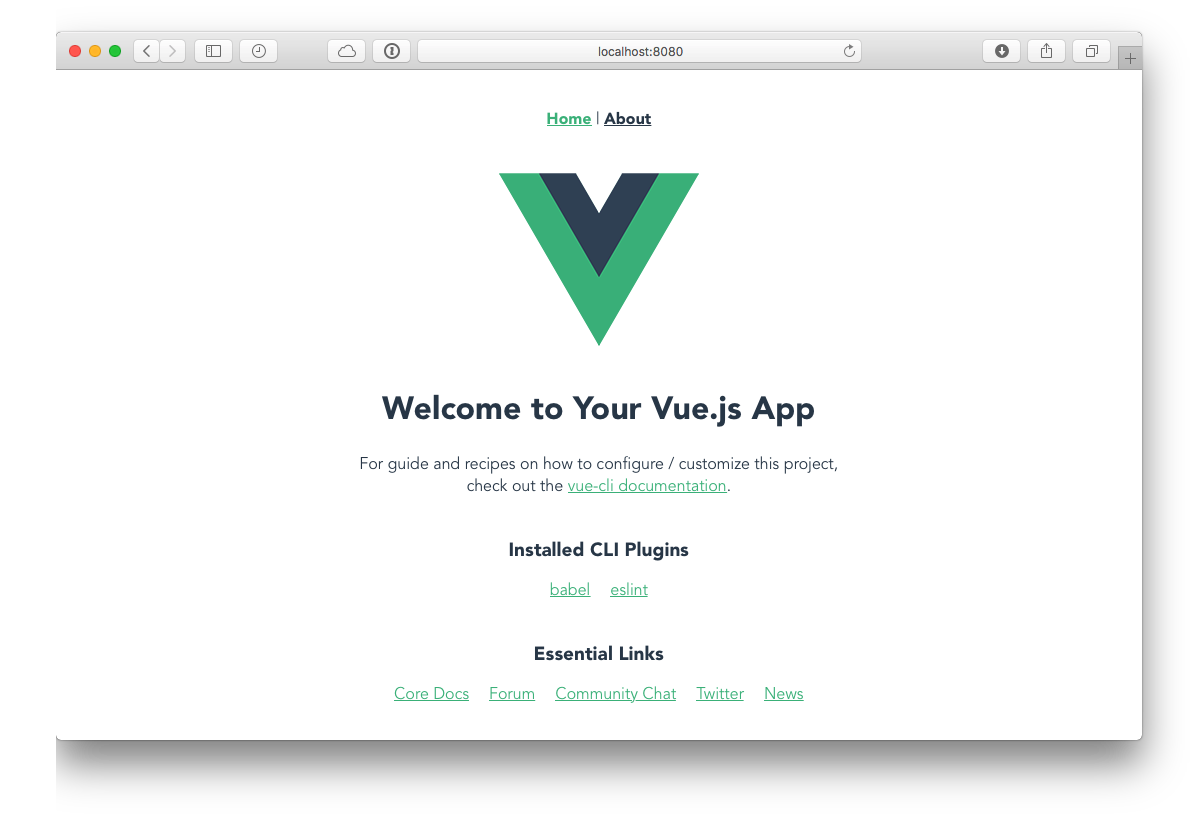 localhost:8080
Home | About
Welcome to Your Vue.js App
For guide and recipes on how to configure / customize this project,
check out the vue-cli documentation.
Installed CLI Plugins
babel eslint
Essential Links
Core Docs Forum Community Chat Twitter News